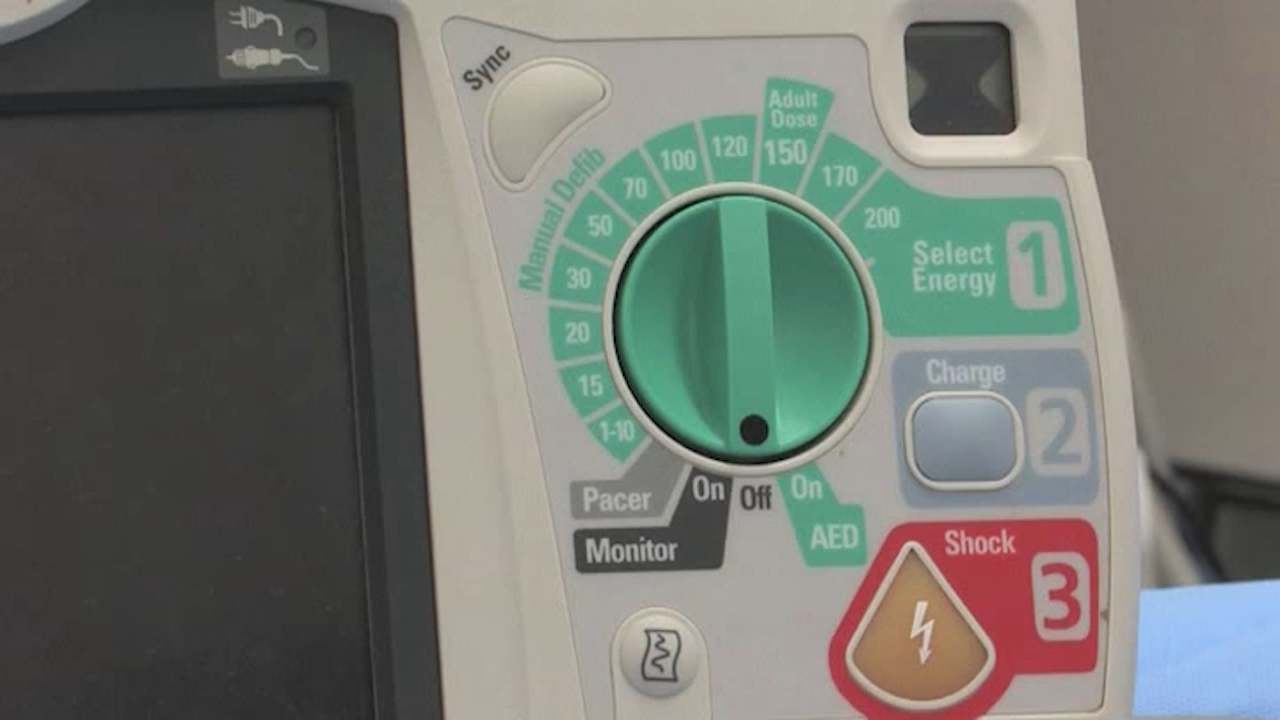 Sync
Manual Defib
Adult
Dose
150
120
100
70
50
30
20
15
1-10
170
200
Select
Energy
1
Charge
2
Pacer
On
Off
On
Monitor
AED
Shock
3